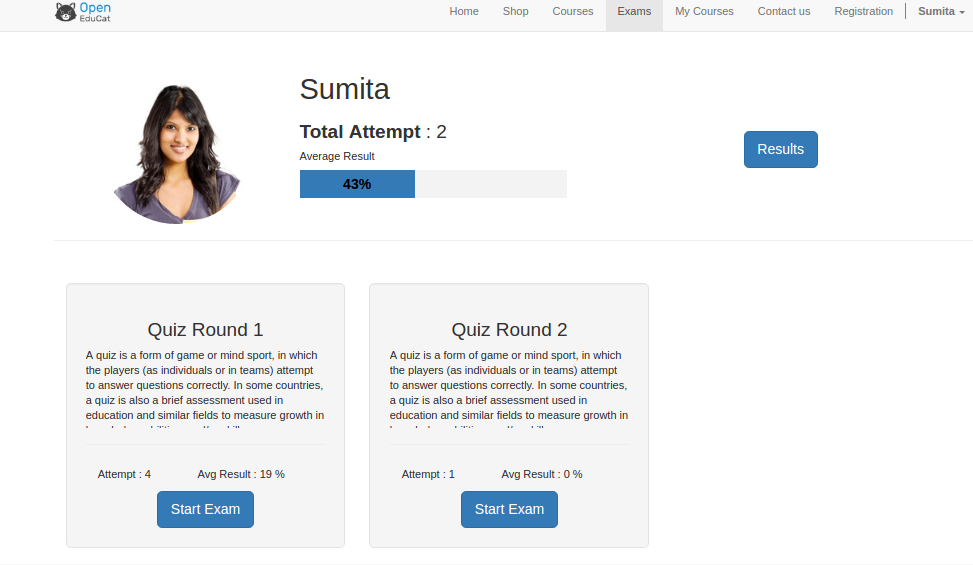 Open
EduCat
Home Shop Courses Exams My Courses Contact us Registration Sumita
Sumita
Total Attempt : 2
Average Result
43%
Results
Quiz Round 1
A quiz is a form of game or mind sport, in which
the players (as individuals or in teams) attempt
to answer questions correctly. In some countries,
a quiz is also a brief assessment used in
education and similar fields to measure growth in
Attempt : 4 Avg Result : 19 %
Start Exam
Quiz Round 2
A quiz is a form of game or mind sport, in which
the players (as individuals or in teams) attempt
to answer questions correctly. In some countries,
a quiz is also a brief assessment used in
education and similar fields to measure growth in
Attempt : 1 Avg Result : 0 %
Start Exam